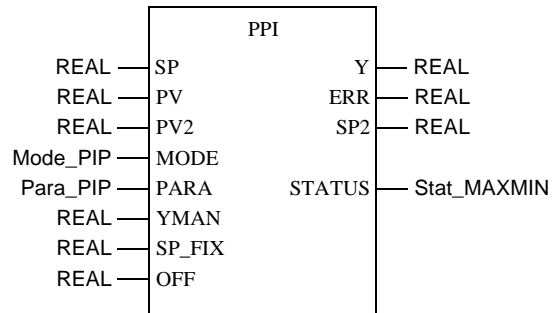 PPI
REAL SP Y REAL
REAL PV ERR REAL
REAL PV2 SP2 REAL
Mode_PIP MODE
Para_PIP PARA STATUS Stat_MAXMIN
REAL YMAN
REAL SP_FIX
REAL OFF